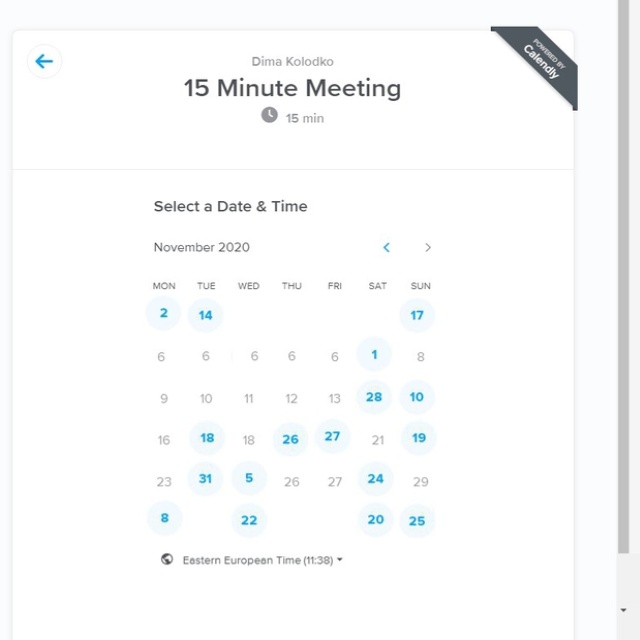 POWERED BY
Calendly
Dima Kolodko
15 Minute Meeting
15 min
Select a Date & Time
November 2020
MON TUE WED THU FRI SAT SUN
2 14 17
6 6 6 6 6 1 8
9 10 11 12 13 28 10
16 18 18 26 27 21 19
23 31 5 26 27 24 29
8 22 20 25
Eastern European Time (11:38)